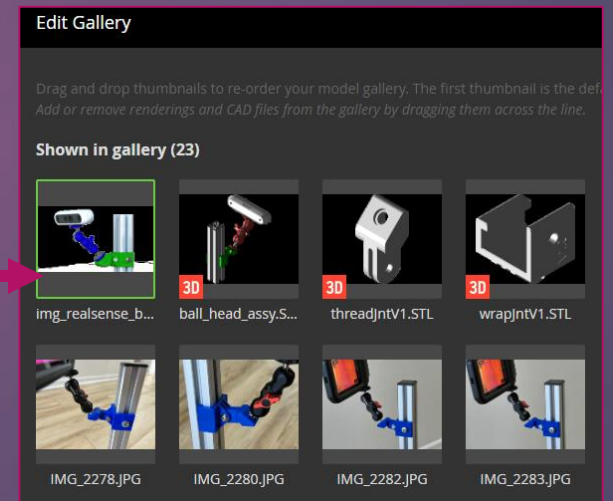 Edit Gallery
Drag and drop thumbnails to re-order your model gallery. The first thumbnail is the
Add or remove renderings and CAD files from the gallery by dragging them across the line.
Shown in gallery (23)
3D 3D 3D
img_realsense_b... ball_head_assy.S... threadJntV1.STL wrapJntV1.STL
IMG_2278.JPG IMG_2280.JPG IMG_2282.JPG IMG_2283.JPG